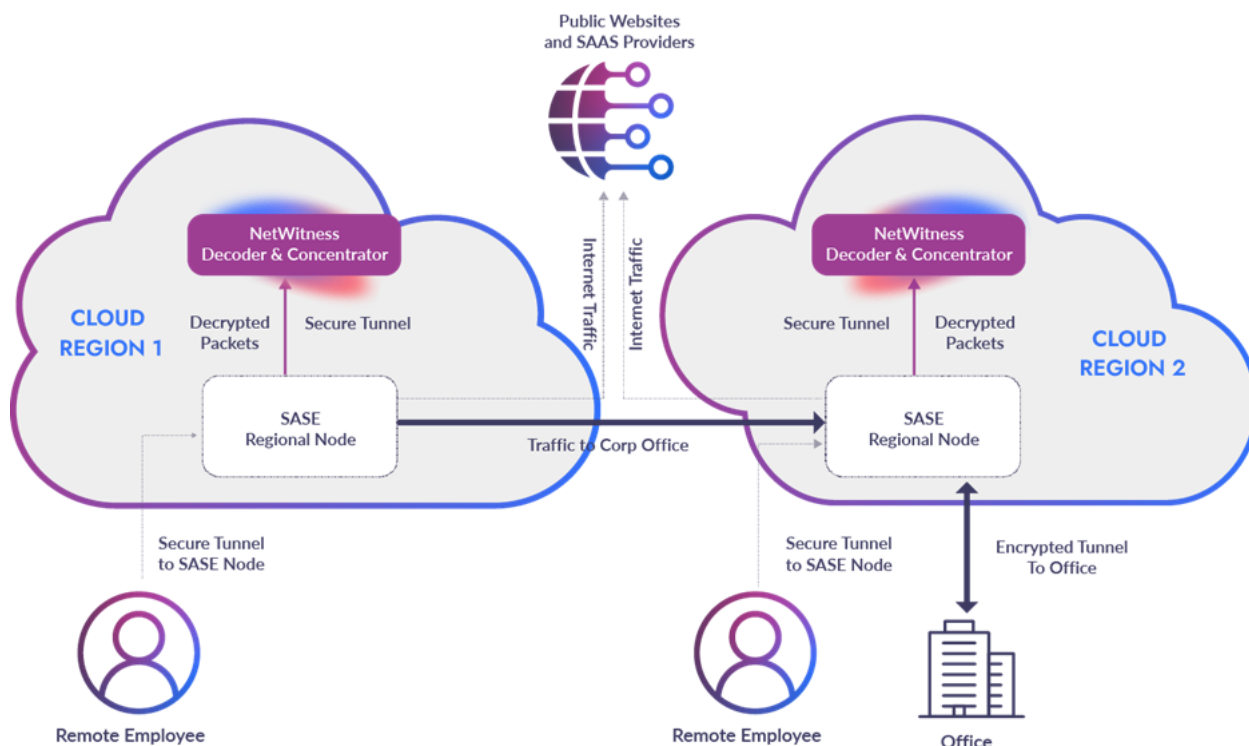 Public Websites
and SAAS Providers
NetWitness
Decoder & Concentrator
NetWitness
Decoder & Concentrator
Internet Traffic
Internet Traffic
CLOUD
REGION 1
Decrypted
Packets
Secure Tunnel
Secure Tunnel
Decrypted
Packets
CLOUD
REGION 2
SASE
Regional Node
SASE
Regional Node
Traffic to Corp Office
Secure Tunnel
to SASE Node
Secure Tunnel
to SASE Node
Encrypted Tunnel
To Office
Remote Employee
Remote Employee
Office